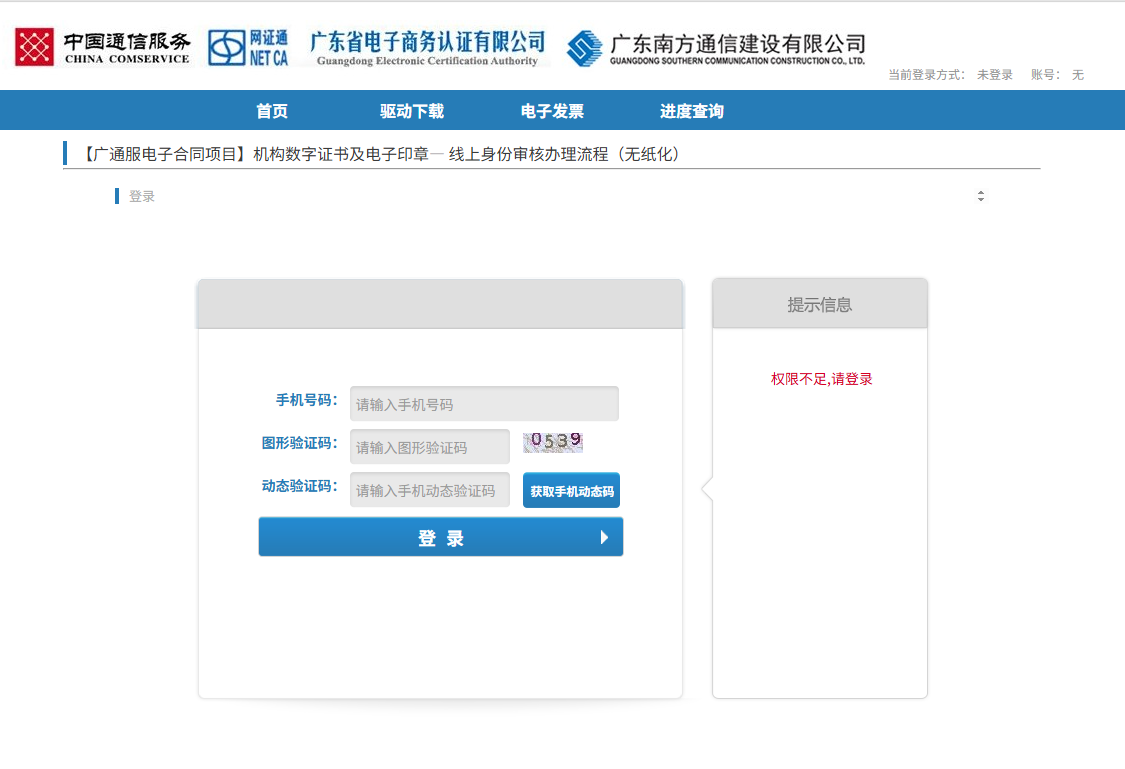 中国通信服务
CHINA COMSERVICE
网证通
NET CA
广东省电子商务认证有限公司
Guangdong Electronic Certification Authority
广东南方通信建设有限公司
GUANGDONG SOUTHERN COMMUNICATION CONSTRUCTION CO., LTD.
当前登录方式： 未登录 账号： 无
首页 驱动下载 电子发票 进度查询
【广通服电子合同项目】机构数字证书及电子印章— 线上身份审核办理流程（无纸化）
登录
手机号码： 请输入手机号码
图形验证码： 请输入图形验证码 0539
动态验证码： 请输入手机动态验证码 获取手机动态码
登 录
提示信息
权限不足,请登录